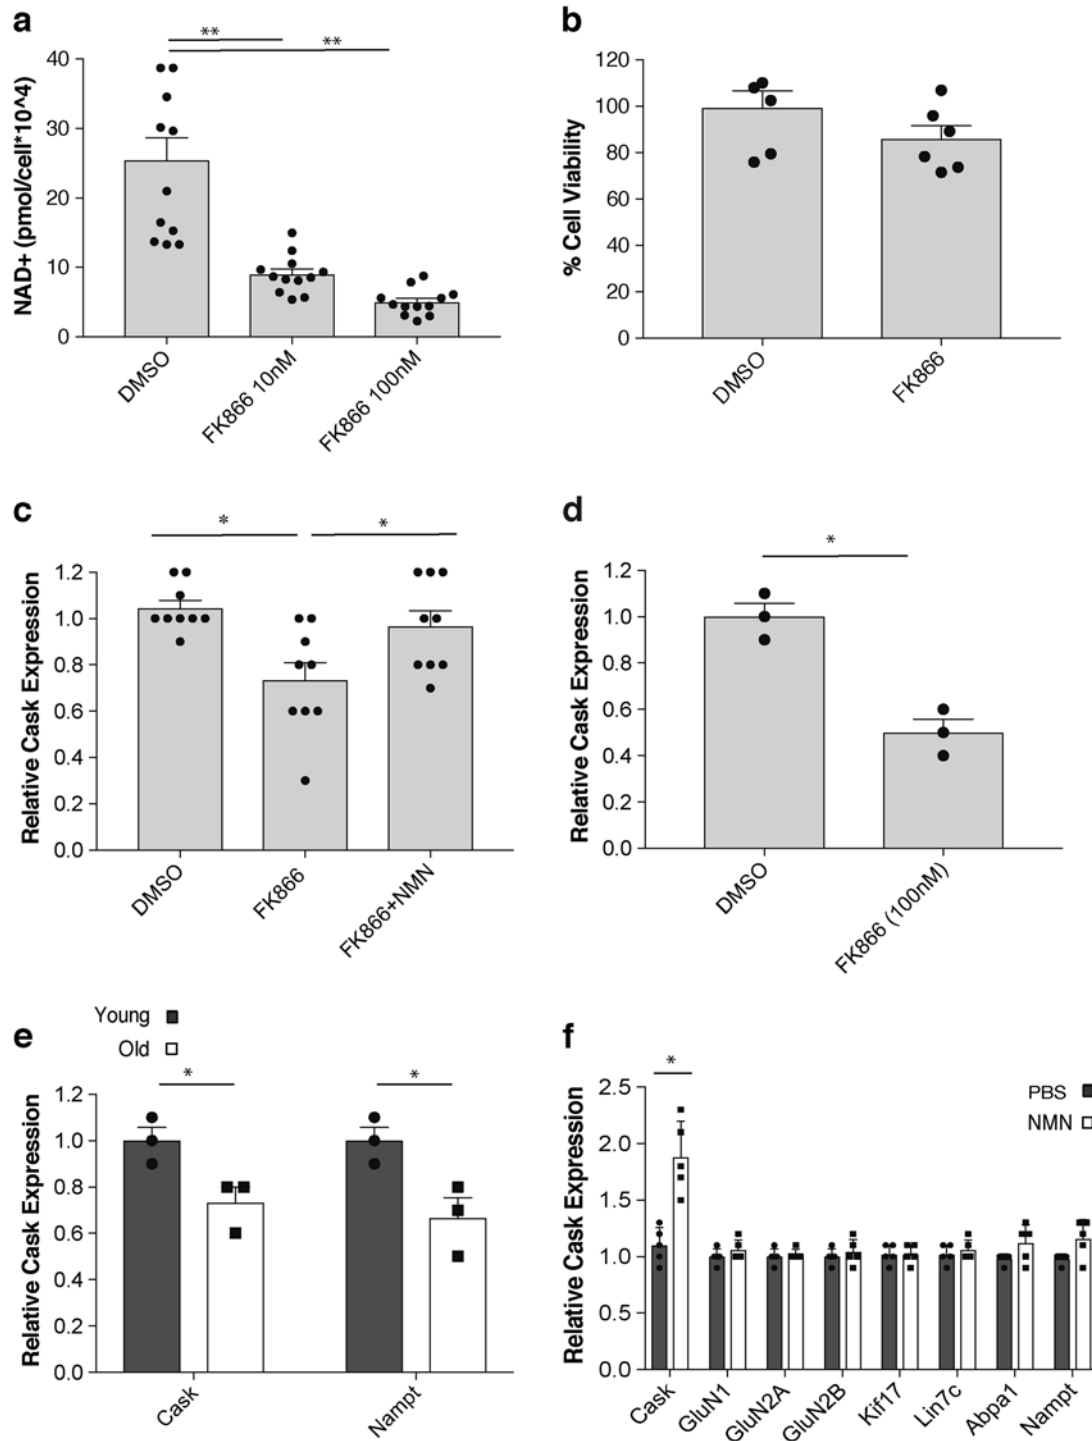 a
**
**
NAD+ (pmol/cell*10^4)
40
30
20
10
0
DMSO
FK866 10nM
FK866 100nM
b
% Cell Viability
120
100
80
60
40
20
0
DMSO
FK866
c
*
*
Relative Cask Expression
1.2
1.0
0.8
0.6
0.4
0.2
0.0
DMSO
FK866
FK866+NMN
d
*
Relative Cask Expression
1.2
1.0
0.8
0.6
0.4
0.2
0.0
DMSO
FK866 (100nM)
e
Young
Old
*
*
Relative Cask Expression
1.2
1.0
0.8
0.6
0.4
0.2
0.0
Cask
Nampt
f
*
PBS
NMN
Relative Cask Expression
2.5
2.0
1.5
1.0
0.5
0.0
Cask
GluN1
GluN2A
GluN2B
Kif17
Lin7c
Abpa1
Nampt